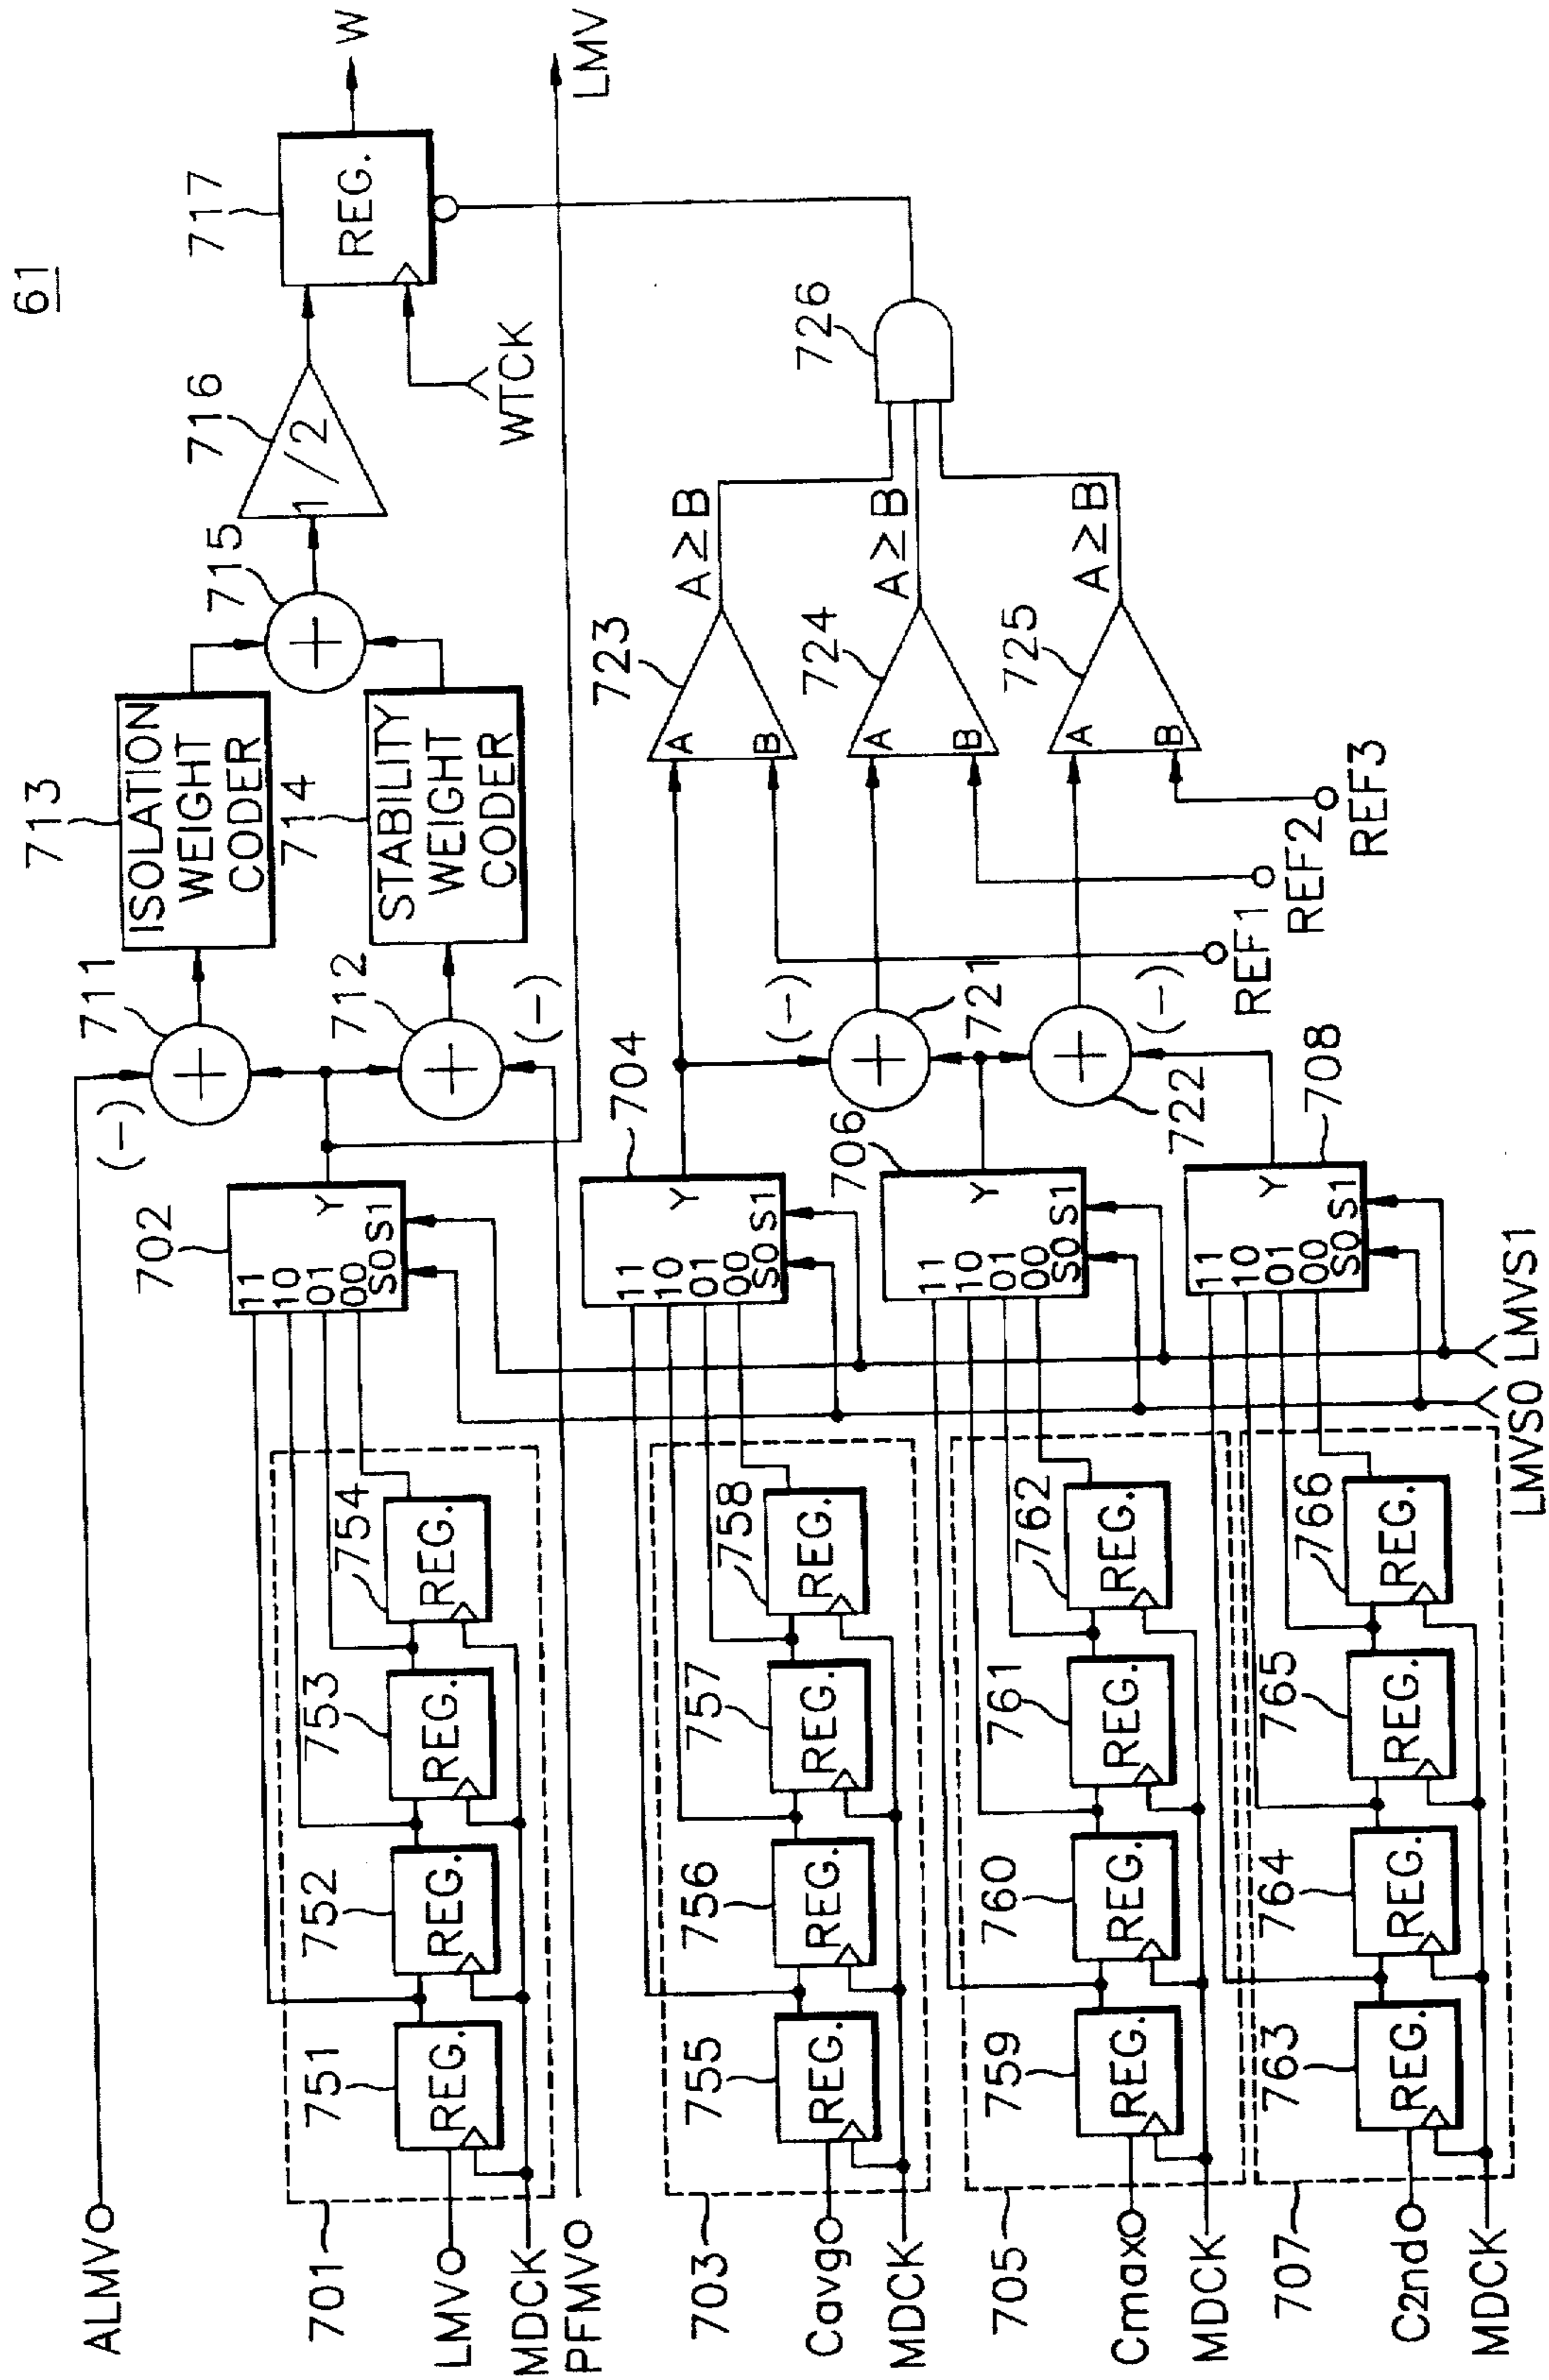 61
ALMV
701
LMV
MDCK
PFMV
751
REG.
752
REG.
753
REG.
754
REG.
702
11
10
01
00
S0 S1
Y
(-)
711
712
(-)
713
ISOLATION
WEIGHT
CODER
714
STABILITY
WEIGHT
CODER
715
716
1/2
717
REG.
WTCK
W
LMV
703
Cavg
MDCK
755
REG.
756
REG.
757
REG.
758
REG.
704
11
10
01
00
S0 S1
Y
705
Cmax
MDCK
759
REG.
760
REG.
761
REG.
762
REG.
706
11
10
01
00
S0 S1
Y
707
C2nd
MDCK
763
REG.
764
REG.
765
REG.
766
REG.
708
11
10
01
00
S0 S1
Y
LMVS0
LMVS1
(-)
721
722
(-)
REF1
REF2
REF3
723
A
B
A≥B
724
A
B
A≥B
725
A
B
A≥B
726